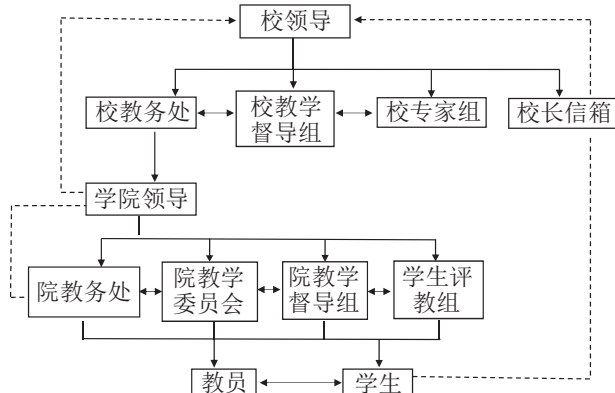 校领导
校教务处
校教学
督导组
校专家组
校长信箱
学院领导
院教务处
院教学
委员会
院教学
督导组
学生评
教组
教员
学生